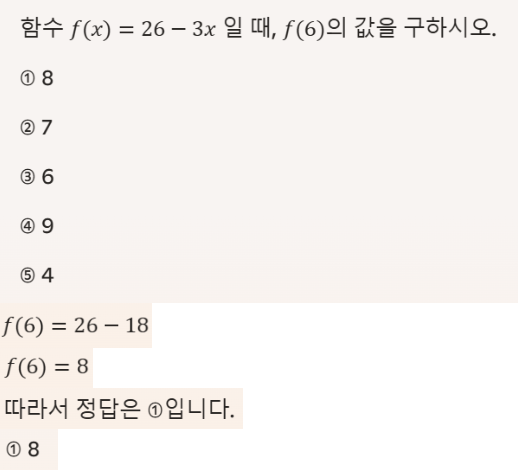 함수 f(x) = 26 − 3x 일 때, f(6)의 값을 구하시오.
① 8
② 7
③ 6
④ 9
⑤ 4
f(6) = 26 − 18
f(6) = 8
따라서 정답은 ①입니다.
① 8